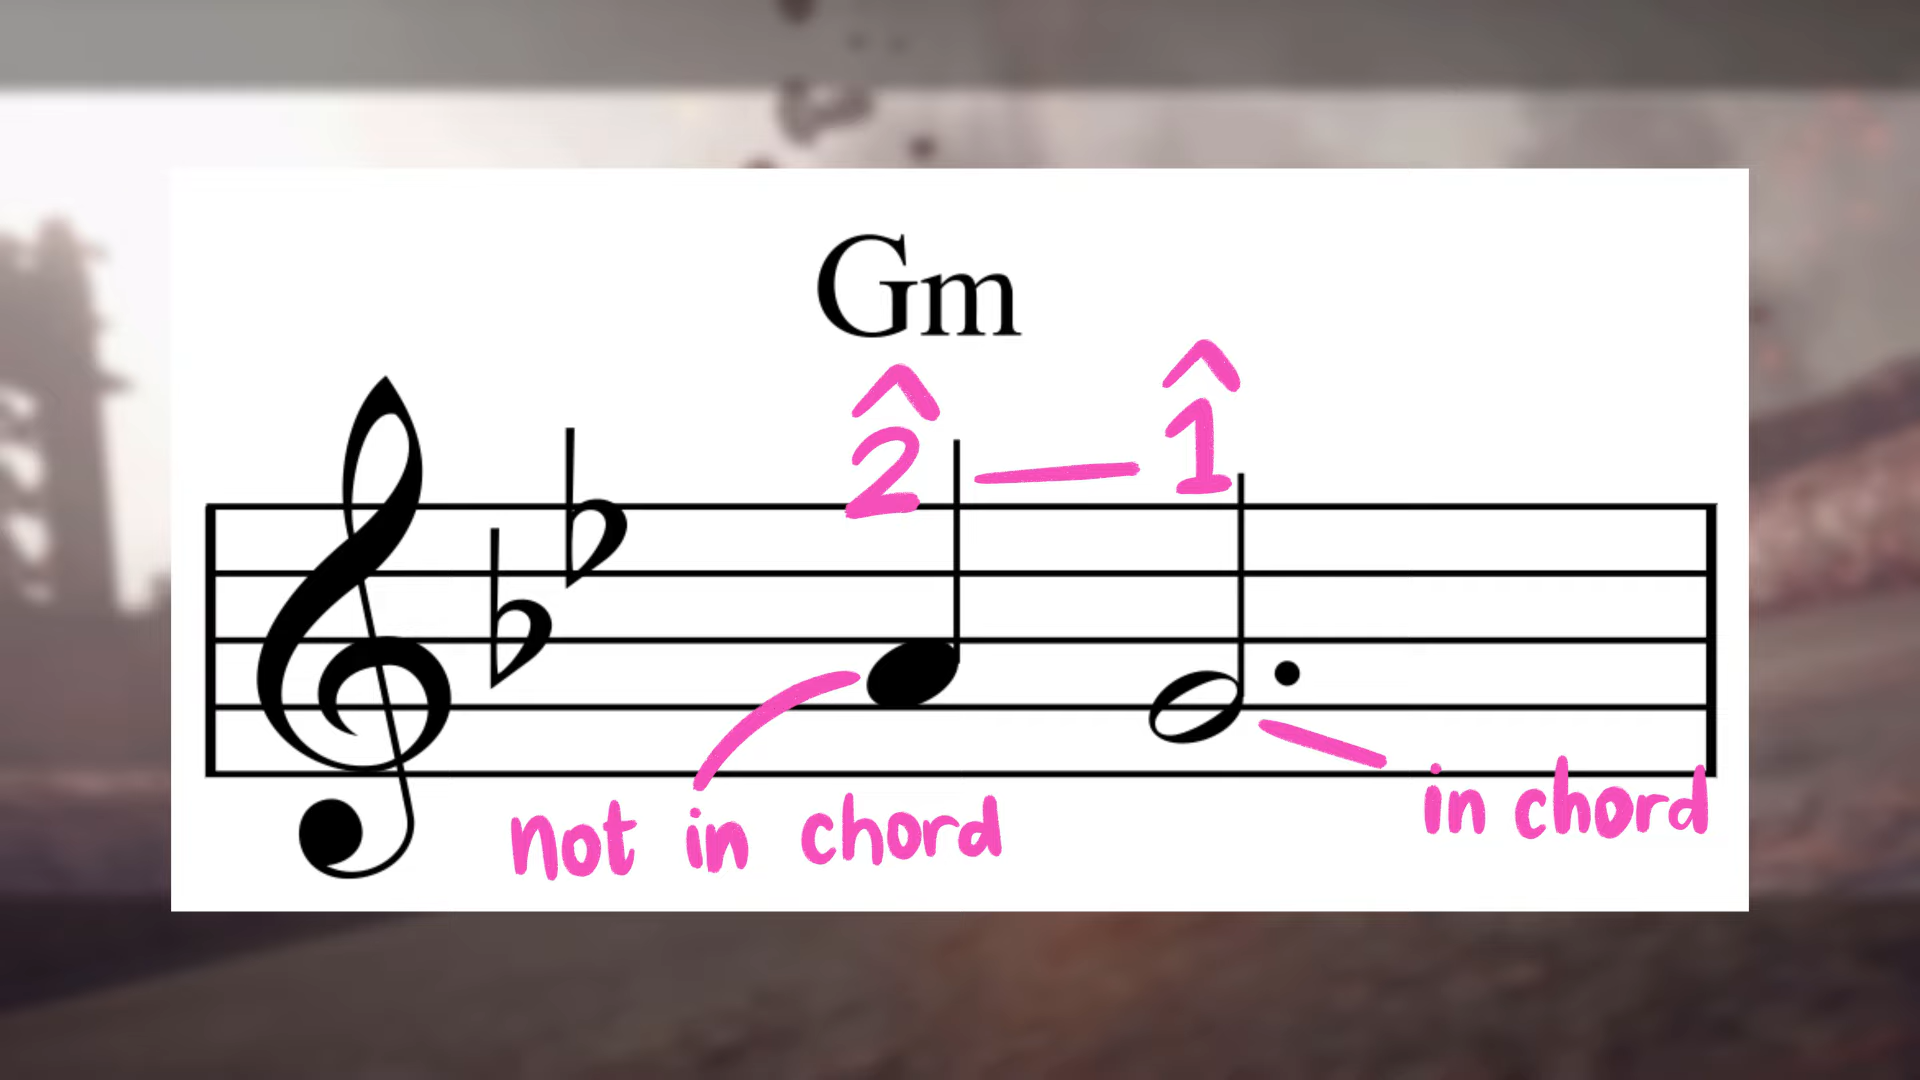 Gm
2̂ — 1̂
not in chord
in chord